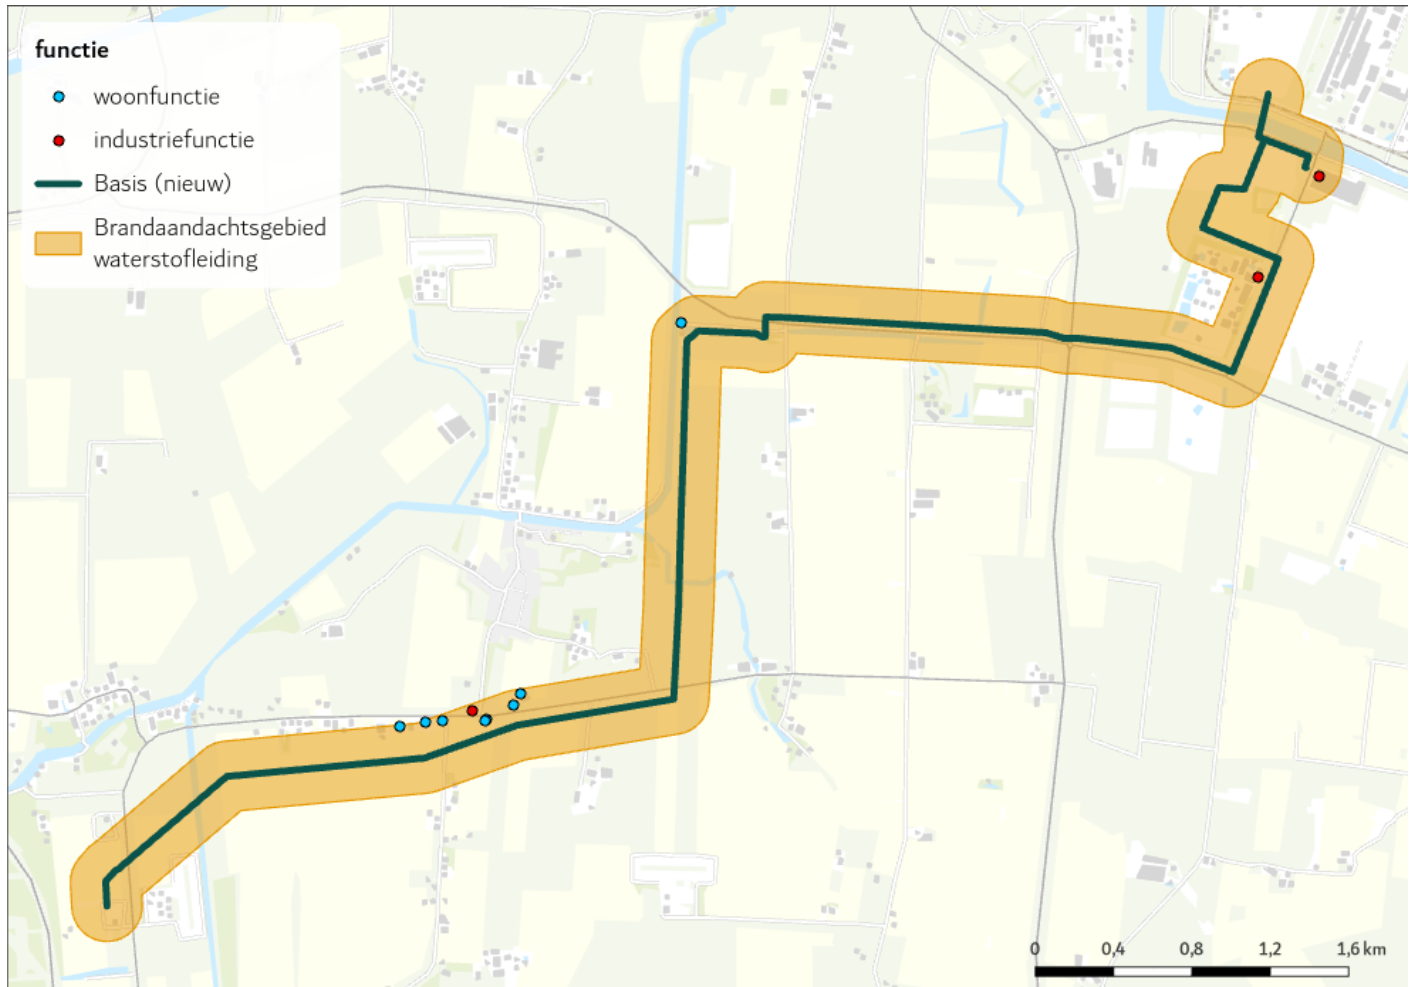 functie
woonfunctie
industriefunctie
Basis (nieuw)
Brandaandachtsgebied
waterstofleiding
0 0,4 0,8 1,2 1,6 km